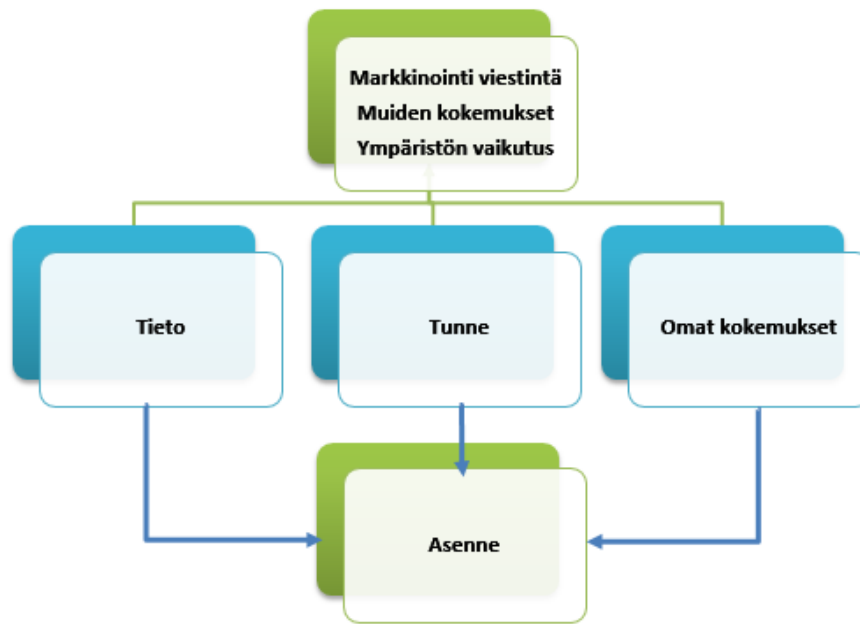 Markkinointi viestintä
Muiden kokemukset
Ympäristön vaikutus
Tieto
Tunne
Omat kokemukset
Asenne